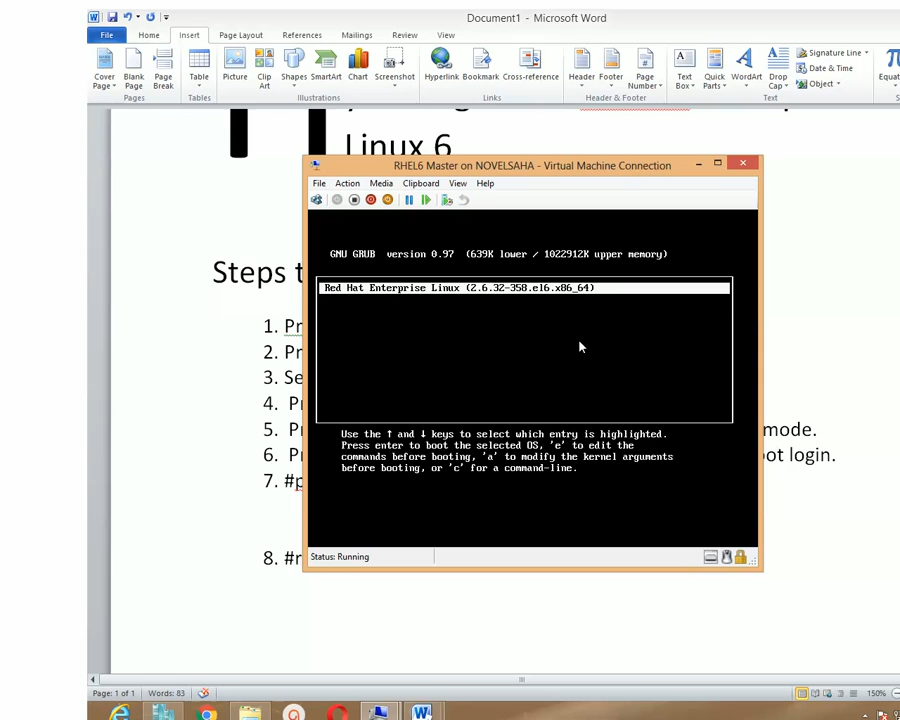 Document1 - Microsoft Word
File Home Insert Page Layout References Mailings Review View
Cover Page Blank Page Page Break Table Picture Clip Art Shapes SmartArt Chart Screenshot Hyperlink Bookmark Cross-reference Header Footer Page Number Text Box Quick Parts WordArt Drop Cap Signature Line Date & Time Object
Pages Tables Illustrations Links Header & Footer Text
Linux 6
RHEL6 Master on NOVELSAHA - Virtual Machine Connection
File Action Media Clipboard View Help
GNU GRUB version 0.97 (639K lower / 1022912K upper memory)
Red Hat Enterprise Linux (2.6.32-358.el6.x86_64)
Use the ↑ and ↓ keys to select which entry is highlighted.
Press enter to boot the selected OS, 'e' to edit the
commands before booting, 'a' to modify the kernel arguments
before booting, or 'c' for a command-line.
Status: Running
Steps t
1. Pr
2. Pr
3. Se
4. Pr
5. Pr mode.
6. Pr ot login.
7. #p
8. #r
Page: 1 of 1 Words: 83 150%